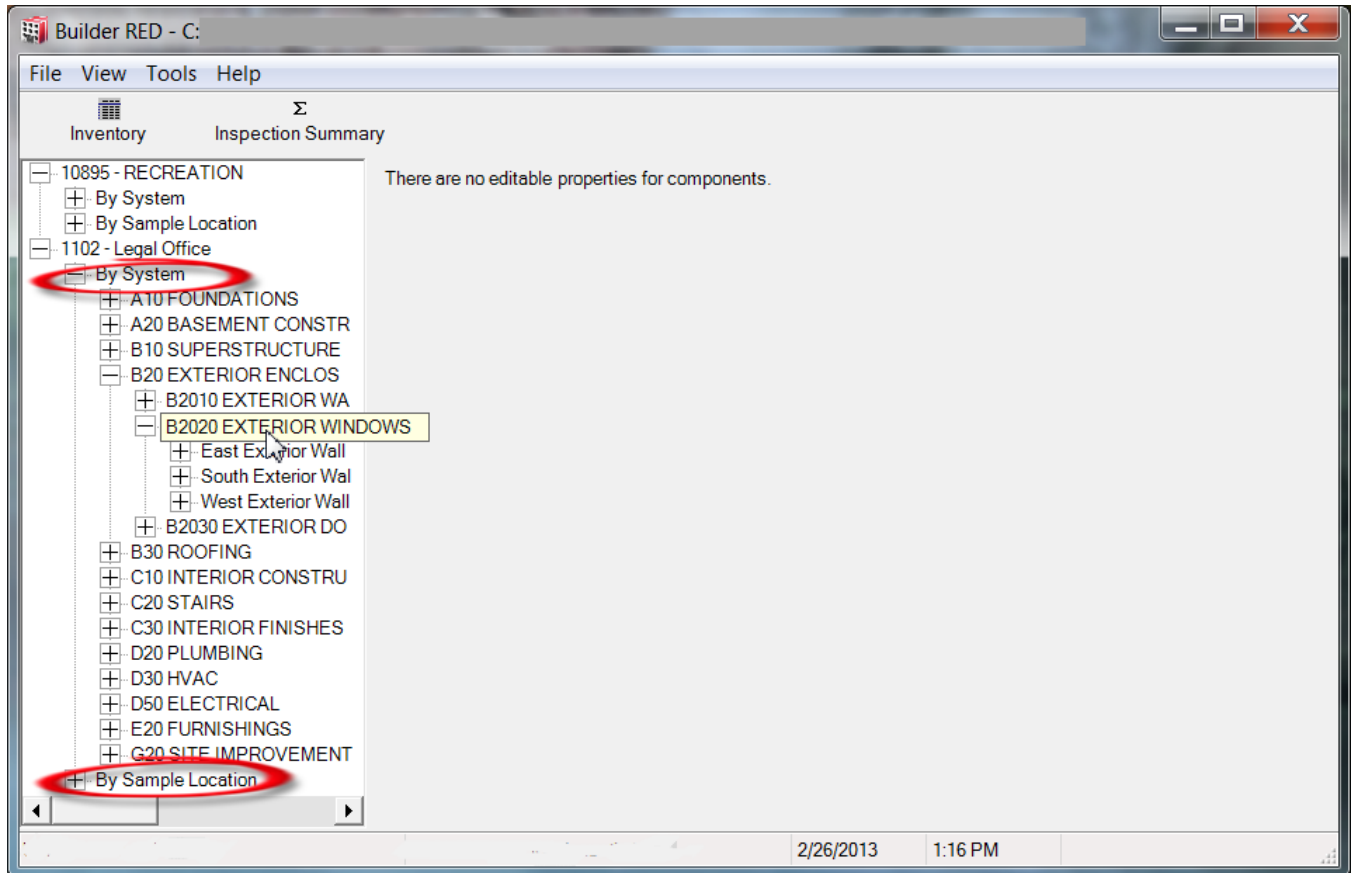 Builder RED - C:
File View Tools Help
Σ
Inventory Inspection Summary
10895 - RECREATION
There are no editable properties for components.
By System
By Sample Location
1102 - Legal Office
By System
A10 FOUNDATIONS
A20 BASEMENT CONSTR
B10 SUPERSTRUCTURE
B20 EXTERIOR ENCLOS
B2010 EXTERIOR WA
B2020 EXTERIOR WINDOWS
East Exterior Wall
South Exterior Wal
West Exterior Wall
B2030 EXTERIOR DO
B30 ROOFING
C10 INTERIOR CONSTRU
C20 STAIRS
C30 INTERIOR FINISHES
D20 PLUMBING
D30 HVAC
D50 ELECTRICAL
E20 FURNISHINGS
G20 SITE IMPROVEMENT
By Sample Location
2/26/2013 1:16 PM